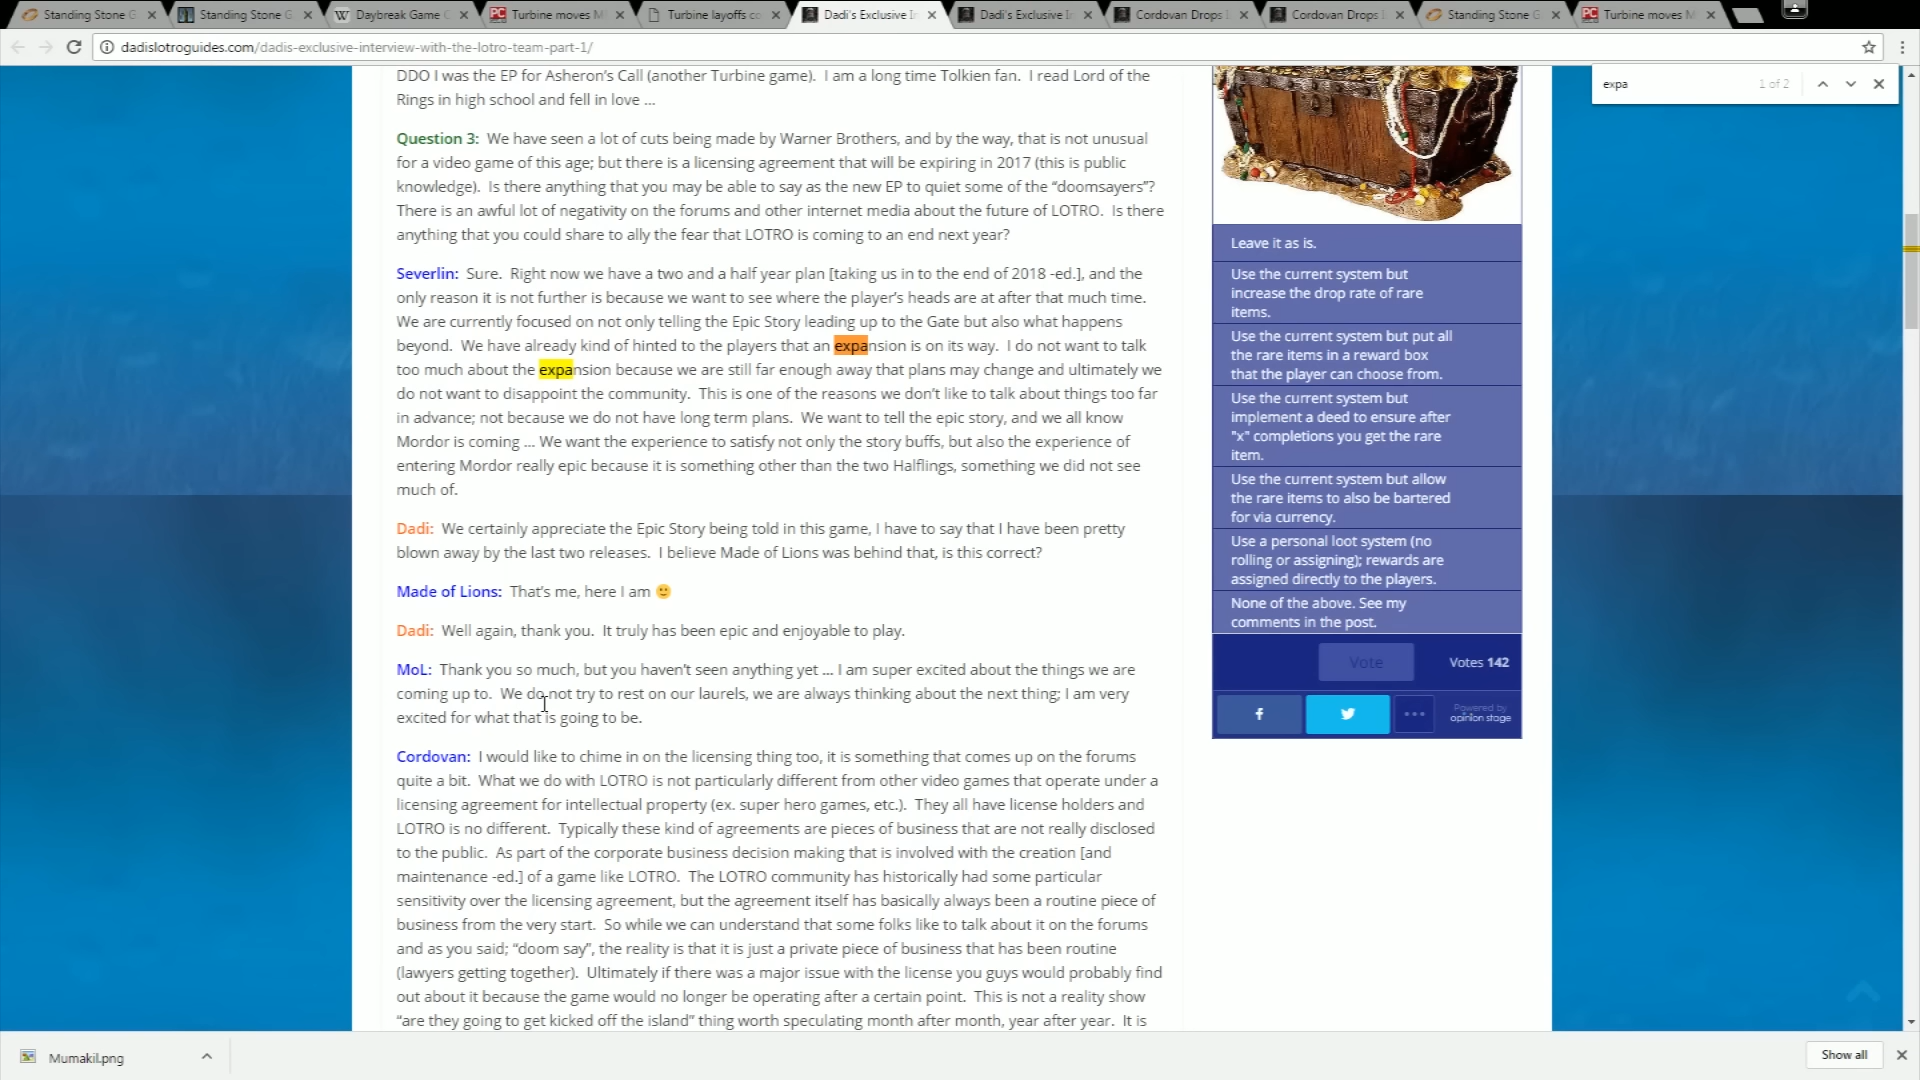 Standing Stone G
Standing Stone G
Daybreak Game C
Turbine moves M
Turbine layoffs co
Dadi's Exclusive In
Dadi's Exclusive In
Cordovan Drops
Cordovan Drops
Standing Stone G
Turbine moves M
dadislotroguides.com/dadis-exclusive-interview-with-the-lotro-team-part-1/
expa
1 of 2
DDO I was the EP for Asheron's Call (another Turbine game).  I am a long time Tolkien fan.  I read Lord of the
Rings in high school and fell in love ...
Question 3:  We have seen a lot of cuts being made by Warner Brothers, and by the way, that is not unusual
for a video game of this age; but there is a licensing agreement that will be expiring in 2017 (this is public
knowledge).  Is there anything that you may be able to say as the new EP to quiet some of the “doomsayers”?
There is an awful lot of negativity on the forums and other internet media about the future of LOTRO.  Is there
anything that you could share to ally the fear that LOTRO is coming to an end next year?
Severlin:  Sure.  Right now we have a two and a half year plan [taking us in to the end of 2018 -ed.], and the
only reason it is not further is because we want to see where the player's heads are at after that much time.
We are currently focused on not only telling the Epic Story leading up to the Gate but also what happens
beyond.  We have already kind of hinted to the players that an expansion is on its way.  I do not want to talk
too much about the expansion because we are still far enough away that plans may change and ultimately we
do not want to disappoint the community.  This is one of the reasons we don't like to talk about things too far
in advance; not because we do not have long term plans.  We want to tell the epic story, and we all know
Mordor is coming ... We want the experience to satisfy not only the story buffs, but also the experience of
entering Mordor really epic because it is something other than the two Halflings, something we did not see
much of.
Dadi:  We certainly appreciate the Epic Story being told in this game, I have to say that I have been pretty
blown away by the last two releases.  I believe Made of Lions was behind that, is this correct?
Made of Lions:  That's me, here I am 🙂
Dadi:  Well again, thank you.  It truly has been epic and enjoyable to play.
MoL:  Thank you so much, but you haven't seen anything yet ... I am super excited about the things we are
coming up to.  We do not try to rest on our laurels, we are always thinking about the next thing; I am very
excited for what that is going to be.
Cordovan:  I would like to chime in on the licensing thing too, it is something that comes up on the forums
quite a bit.  What we do with LOTRO is not particularly different from other video games that operate under a
licensing agreement for intellectual property (ex. super hero games, etc.).  They all have license holders and
LOTRO is no different.  Typically these kind of agreements are pieces of business that are not really disclosed
to the public.  As part of the corporate business decision making that is involved with the creation [and
maintenance -ed.] of a game like LOTRO.  The LOTRO community has historically had some particular
sensitivity over the licensing agreement, but the agreement itself has basically always been a routine piece of
business from the very start.  So while we can understand that some folks like to talk about it on the forums
and as you said; “doom say”, the reality is that it is just a private piece of business that has been routine
(lawyers getting together).  Ultimately if there was a major issue with the license you guys would probably find
out about it because the game would no longer be operating after a certain point.  This is not a reality show
“are they going to get kicked off the island” thing worth speculating month after month, year after year.  It is
Leave it as is.
Use the current system but
increase the drop rate of rare
items.
Use the current system but put all
the rare items in a reward box
that the player can choose from.
Use the current system but
implement a deed to ensure after
"x" completions you get the rare
item.
Use the current system but allow
the rare items to also be bartered
for via currency.
Use a personal loot system (no
rolling or assigning); rewards are
assigned directly to the players.
None of the above. See my
comments in the post.
Vote
Votes 142
Powered by
opinion stage
Mumakil.png
Show all